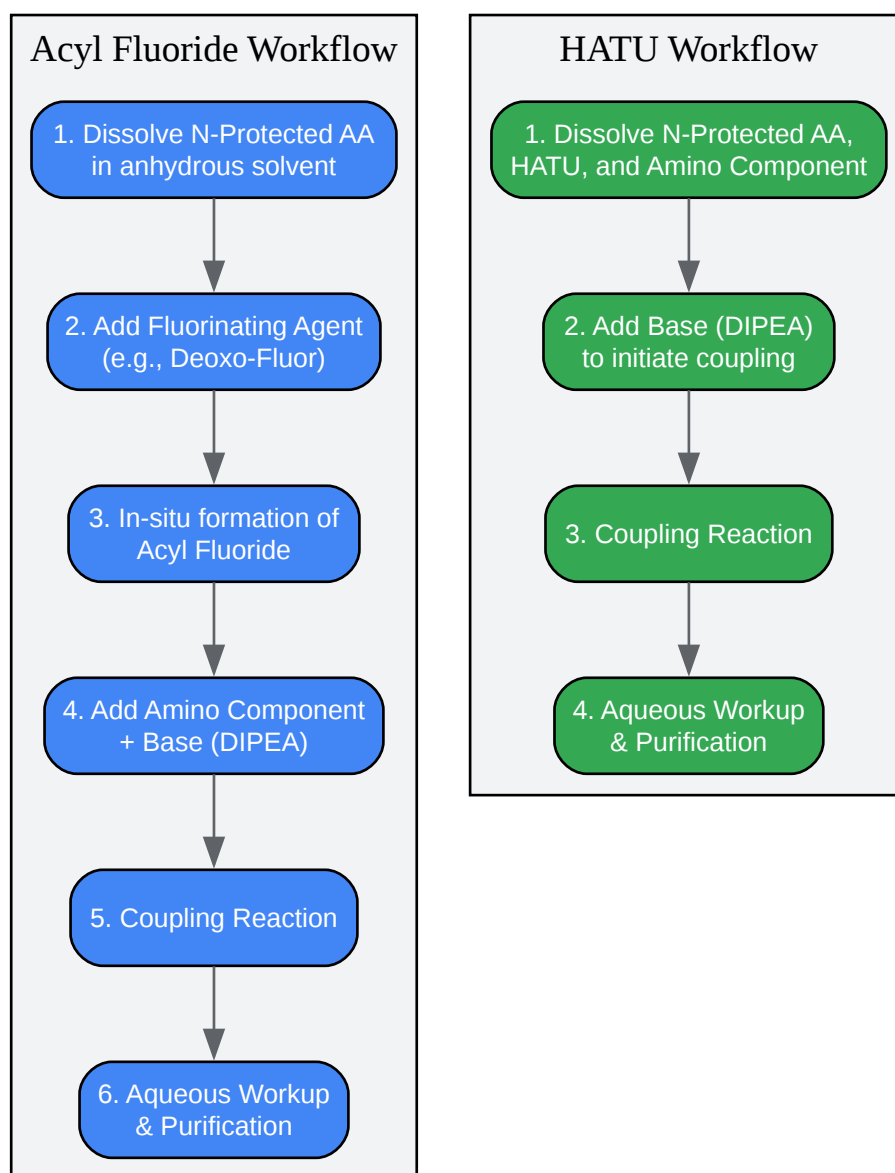 Acyl Fluoride Workflow
1. Dissolve N-Protected AA
in anhydrous solvent
2. Add Fluorinating Agent
(e.g., Deoxo-Fluor)
3. In-situ formation of
Acyl Fluoride
4. Add Amino Component
+ Base (DIPEA)
5. Coupling Reaction
6. Aqueous Workup
& Purification
HATU Workflow
1. Dissolve N-Protected AA,
HATU, and Amino Component
2. Add Base (DIPEA)
to initiate coupling
3. Coupling Reaction
4. Aqueous Workup
& Purification